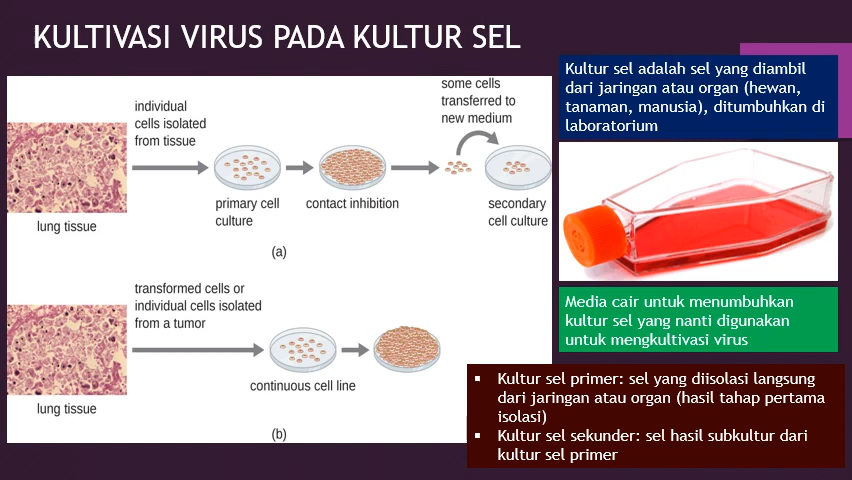 KULTIVASI VIRUS PADA KULTUR SEL
individual
cells isolated
from tissue
some cells
transferred to
new medium
lung tissue
primary cell
culture
contact inhibition
secondary
cell culture
(a)
transformed cells or
individual cells isolated
from a tumor
lung tissue
continuous cell line
(b)
Kultur sel adalah sel yang diambil
dari jaringan atau organ (hewan,
tanaman, manusia), ditumbuhkan di
laboratorium
Media cair untuk menumbuhkan
kultur sel yang nanti digunakan
untuk mengkultivasi virus
▪ Kultur sel primer: sel yang diisolasi langsung
dari jaringan atau organ (hasil tahap pertama
isolasi)
▪ Kultur sel sekunder: sel hasil subkultur dari
kultur sel primer